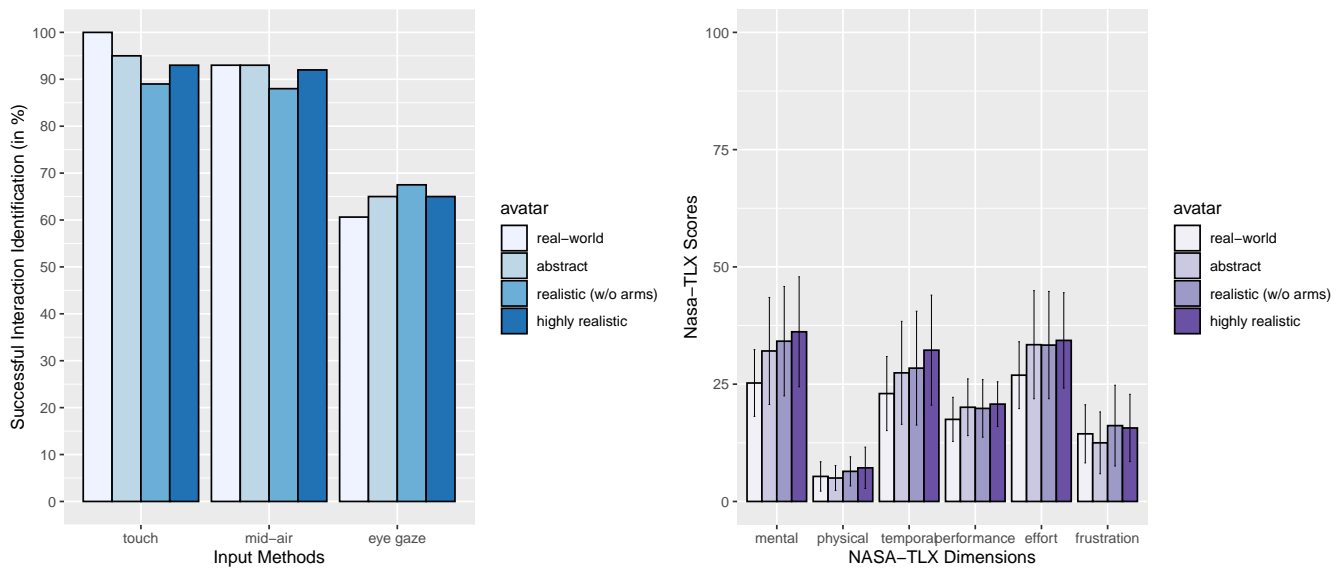 Successful Interaction Identification (in %)
100
90
80
70
60
50
40
30
20
10
0
touch mid−air eye gaze
Input Methods
avatar
real−world
abstract
realistic (w/o arms)
highly realistic
Nasa−TLX Scores
100
75
50
25
0
mental physical temporal performance effort frustration
NASA−TLX Dimensions
avatar
real−world
abstract
realistic (w/o arms)
highly realistic